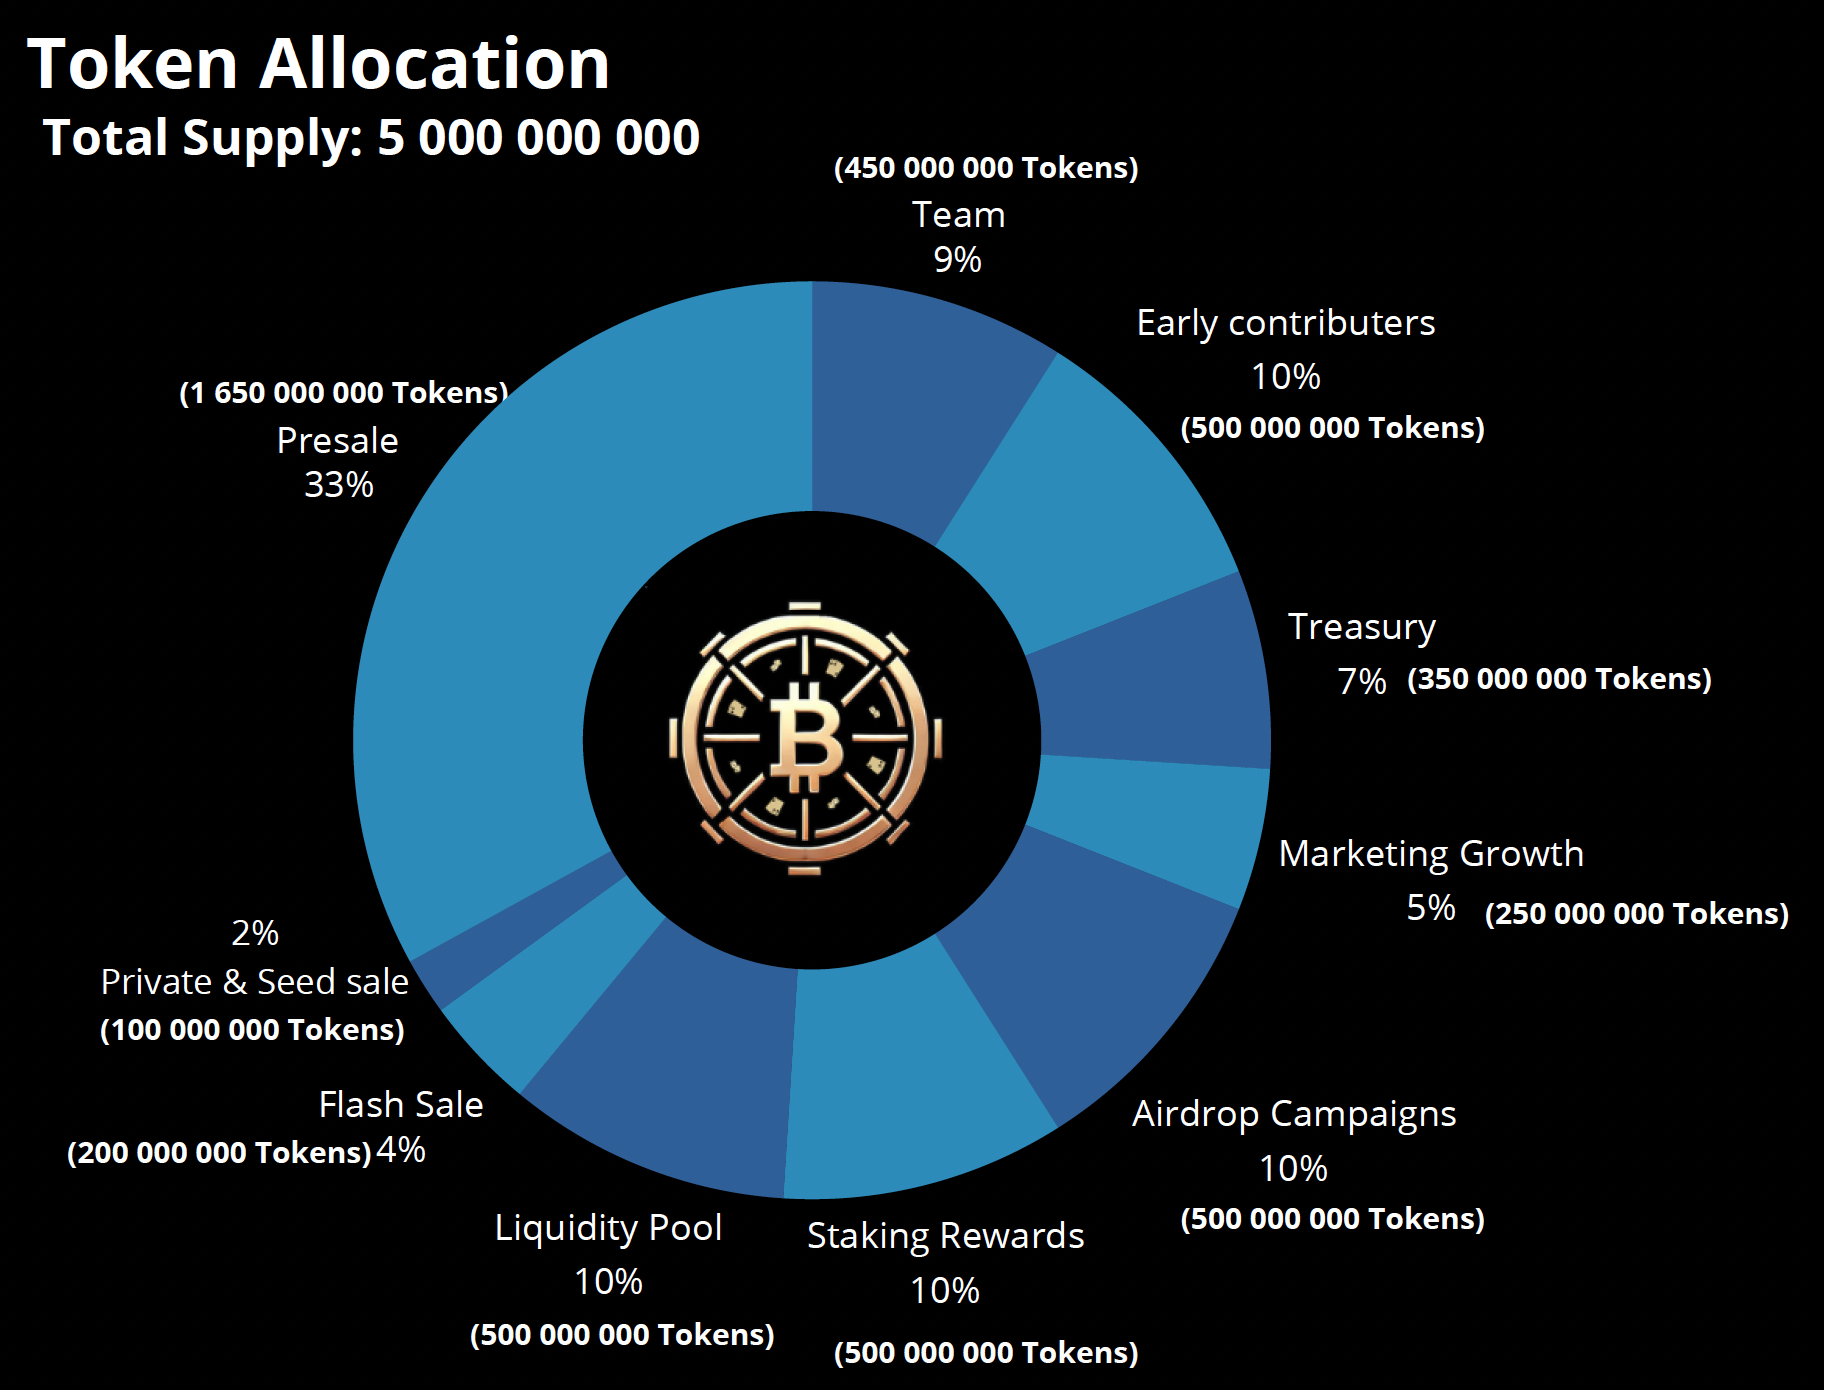 Token Allocation
Total Supply: 5 000 000 000
(450 000 000 Tokens)
Team
9%
Early contributers
10%
(500 000 000 Tokens)
Treasury
7% (350 000 000 Tokens)
Marketing Growth
5% (250 000 000 Tokens)
Airdrop Campaigns
10%
(500 000 000 Tokens)
Staking Rewards
10%
(500 000 000 Tokens)
Liquidity Pool
10%
(500 000 000 Tokens)
Flash Sale
(200 000 000 Tokens) 4%
2%
Private & Seed sale
(100 000 000 Tokens)
(1 650 000 000 Tokens)
Presale
33%